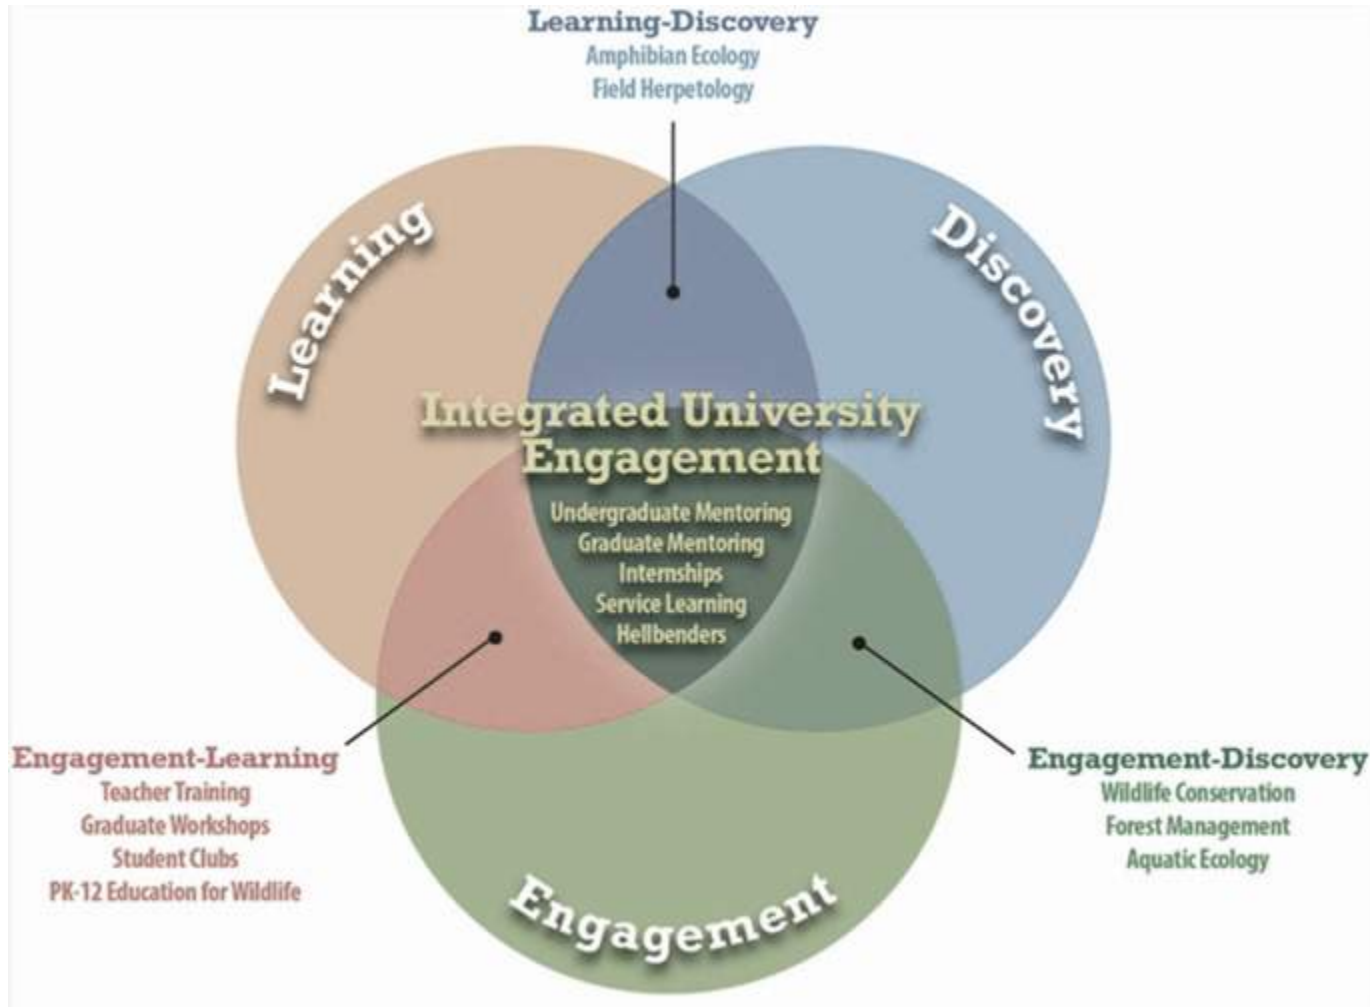 Learning-Discovery
Amphibian Ecology
Field Herpetology
Learning
Discovery
Integrated University
Engagement
Undergraduate Mentoring
Graduate Mentoring
Internships
Service Learning
Hellbenders
Engagement-Learning
Teacher Training
Graduate Workshops
Student Clubs
PK-12 Education for Wildlife
Engagement-Discovery
Wildlife Conservation
Forest Management
Aquatic Ecology
Engagement